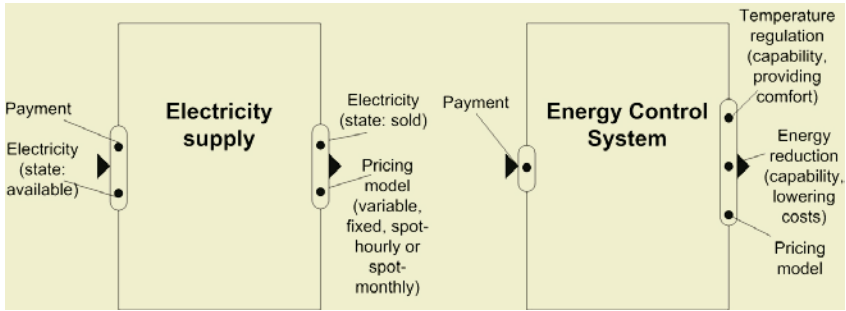 Payment
Electricity
(state:
available)
Electricity
supply
Electricity
(state: sold)
Pricing
model
(variable,
fixed, spot-
hourly or
spot-
monthly)
Payment
Energy Control
System
Temperature
regulation
(capability,
providing
comfort)
Energy
reduction
(capability,
lowering
costs)
Pricing
model